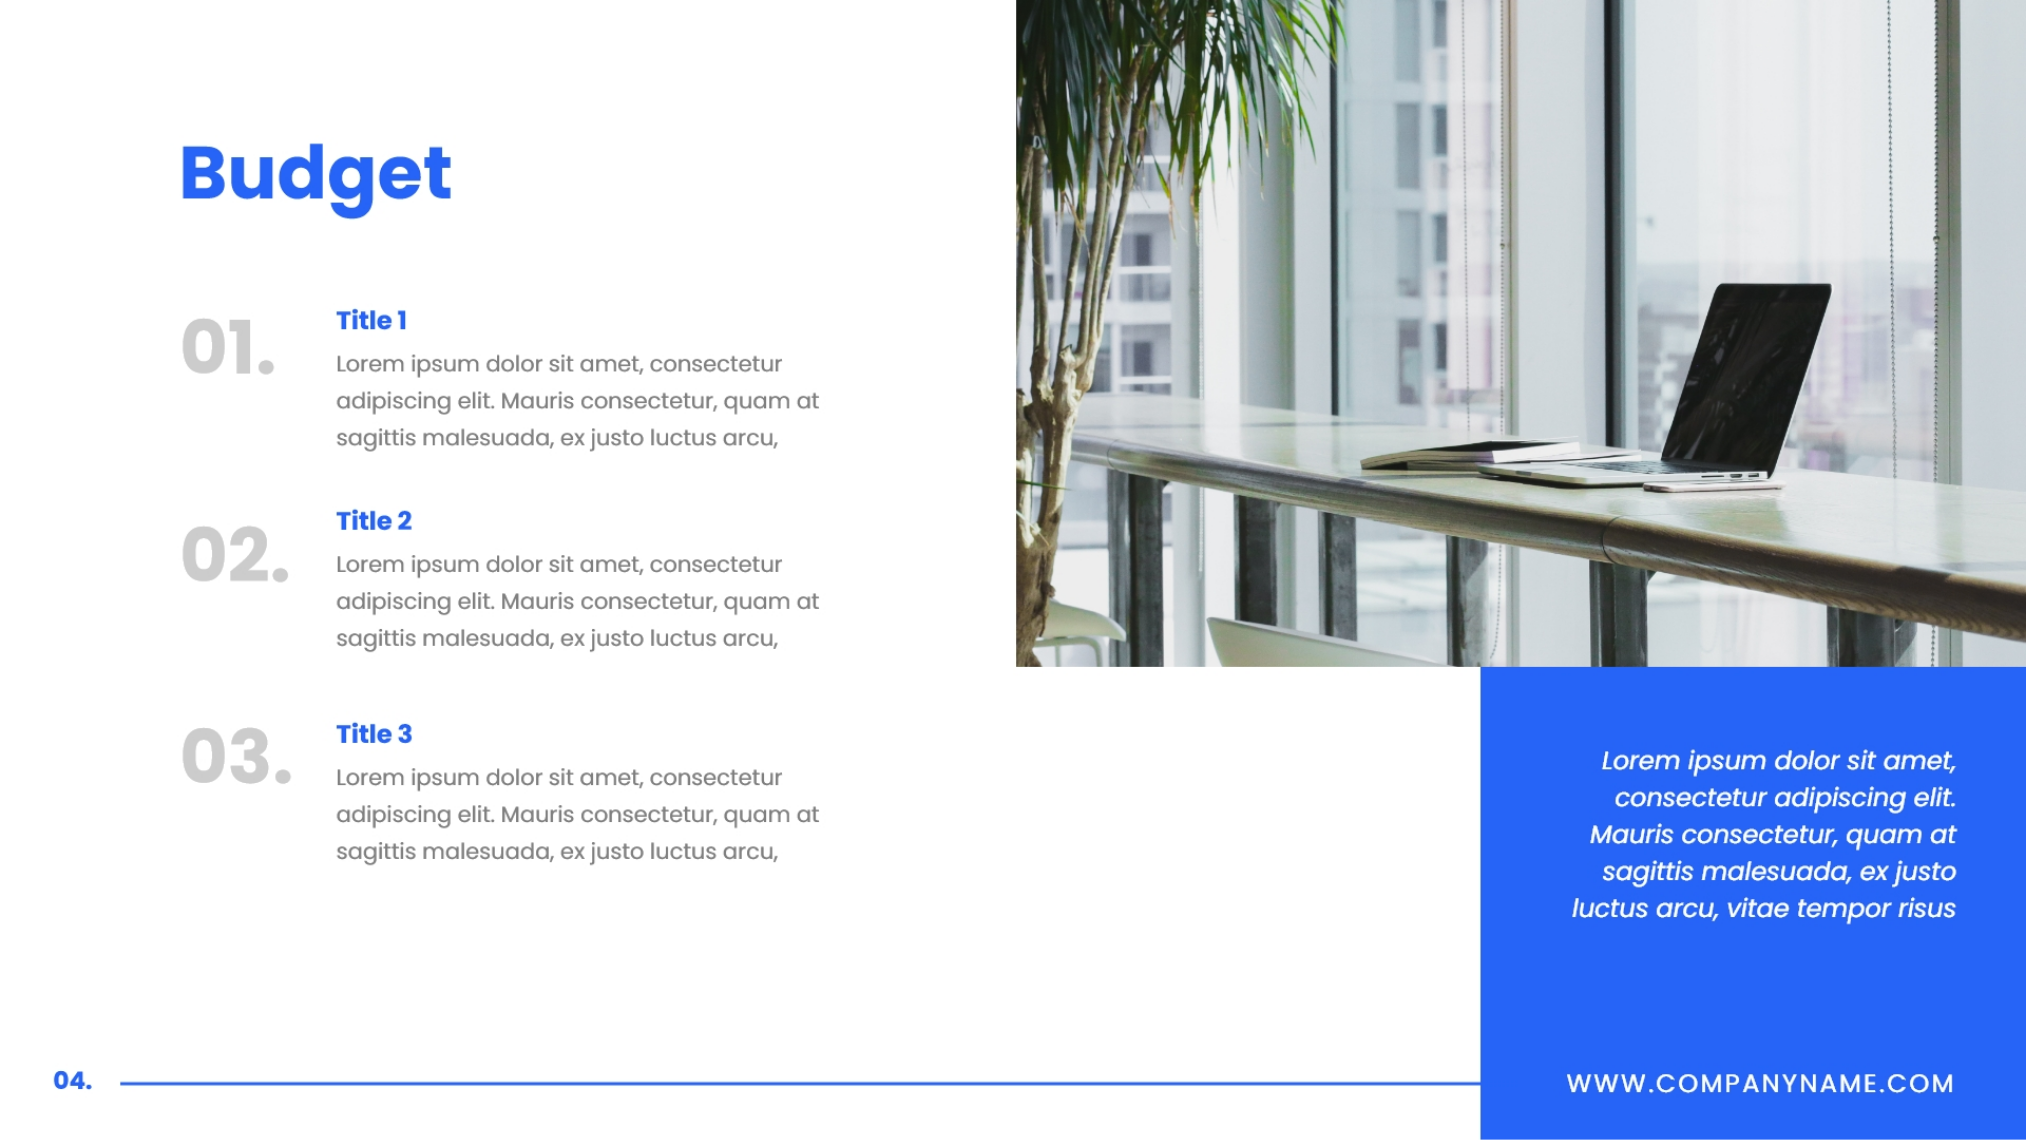 Budget
01.
Title 1
Lorem ipsum dolor sit amet, consectetur
adipiscing elit. Mauris consectetur, quam at
sagittis malesuada, ex justo luctus arcu,
02.
Title 2
Lorem ipsum dolor sit amet, consectetur
adipiscing elit. Mauris consectetur, quam at
sagittis malesuada, ex justo luctus arcu,
03.
Title 3
Lorem ipsum dolor sit amet, consectetur
adipiscing elit. Mauris consectetur, quam at
sagittis malesuada, ex justo luctus arcu,
Lorem ipsum dolor sit amet,
consectetur adipiscing elit.
Mauris consectetur, quam at
sagittis malesuada, ex justo
luctus arcu, vitae tempor risus
04.
WWW.COMPANYNAME.COM